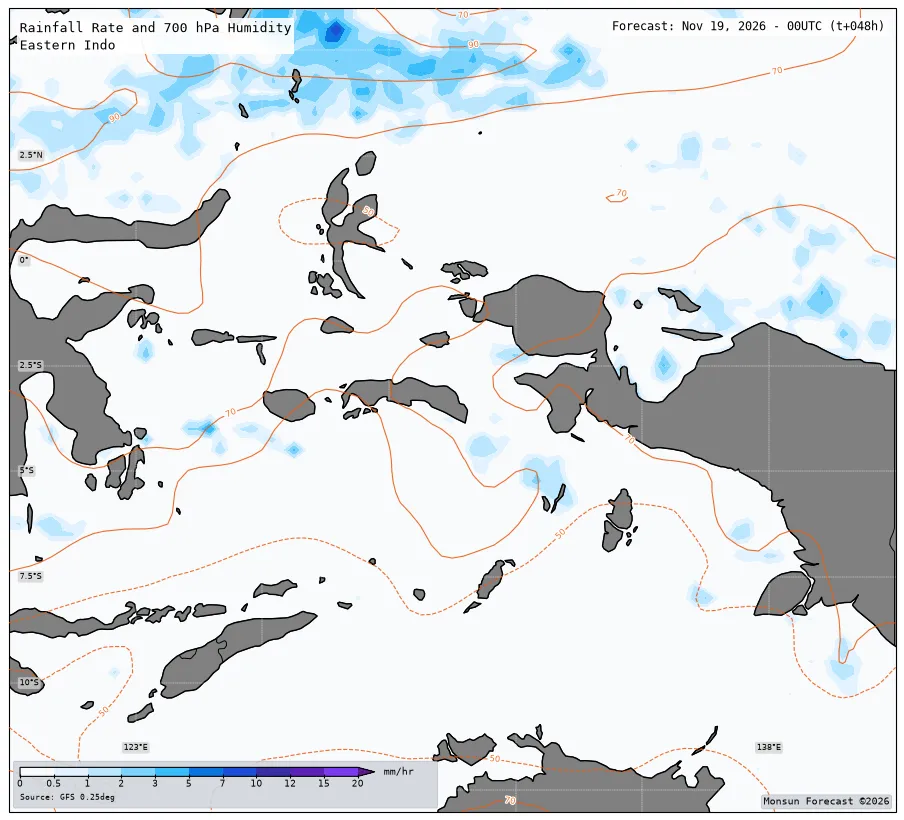 Rainfall Rate and 700 hPa Humidity
Eastern Indo
Forecast: Nov 19, 2026 - 00UTC (t+048h)
70
90
70
90
2.5°N
70
50
0°
2.5°S
70
70
5°S
50
7.5°S
10°S
50
123°E
138°E
50
mm/hr
0 0.5 1 2 3 5 7 10 12 15 20
Source: GFS 0.25deg
70
Monsun Forecast ©2026